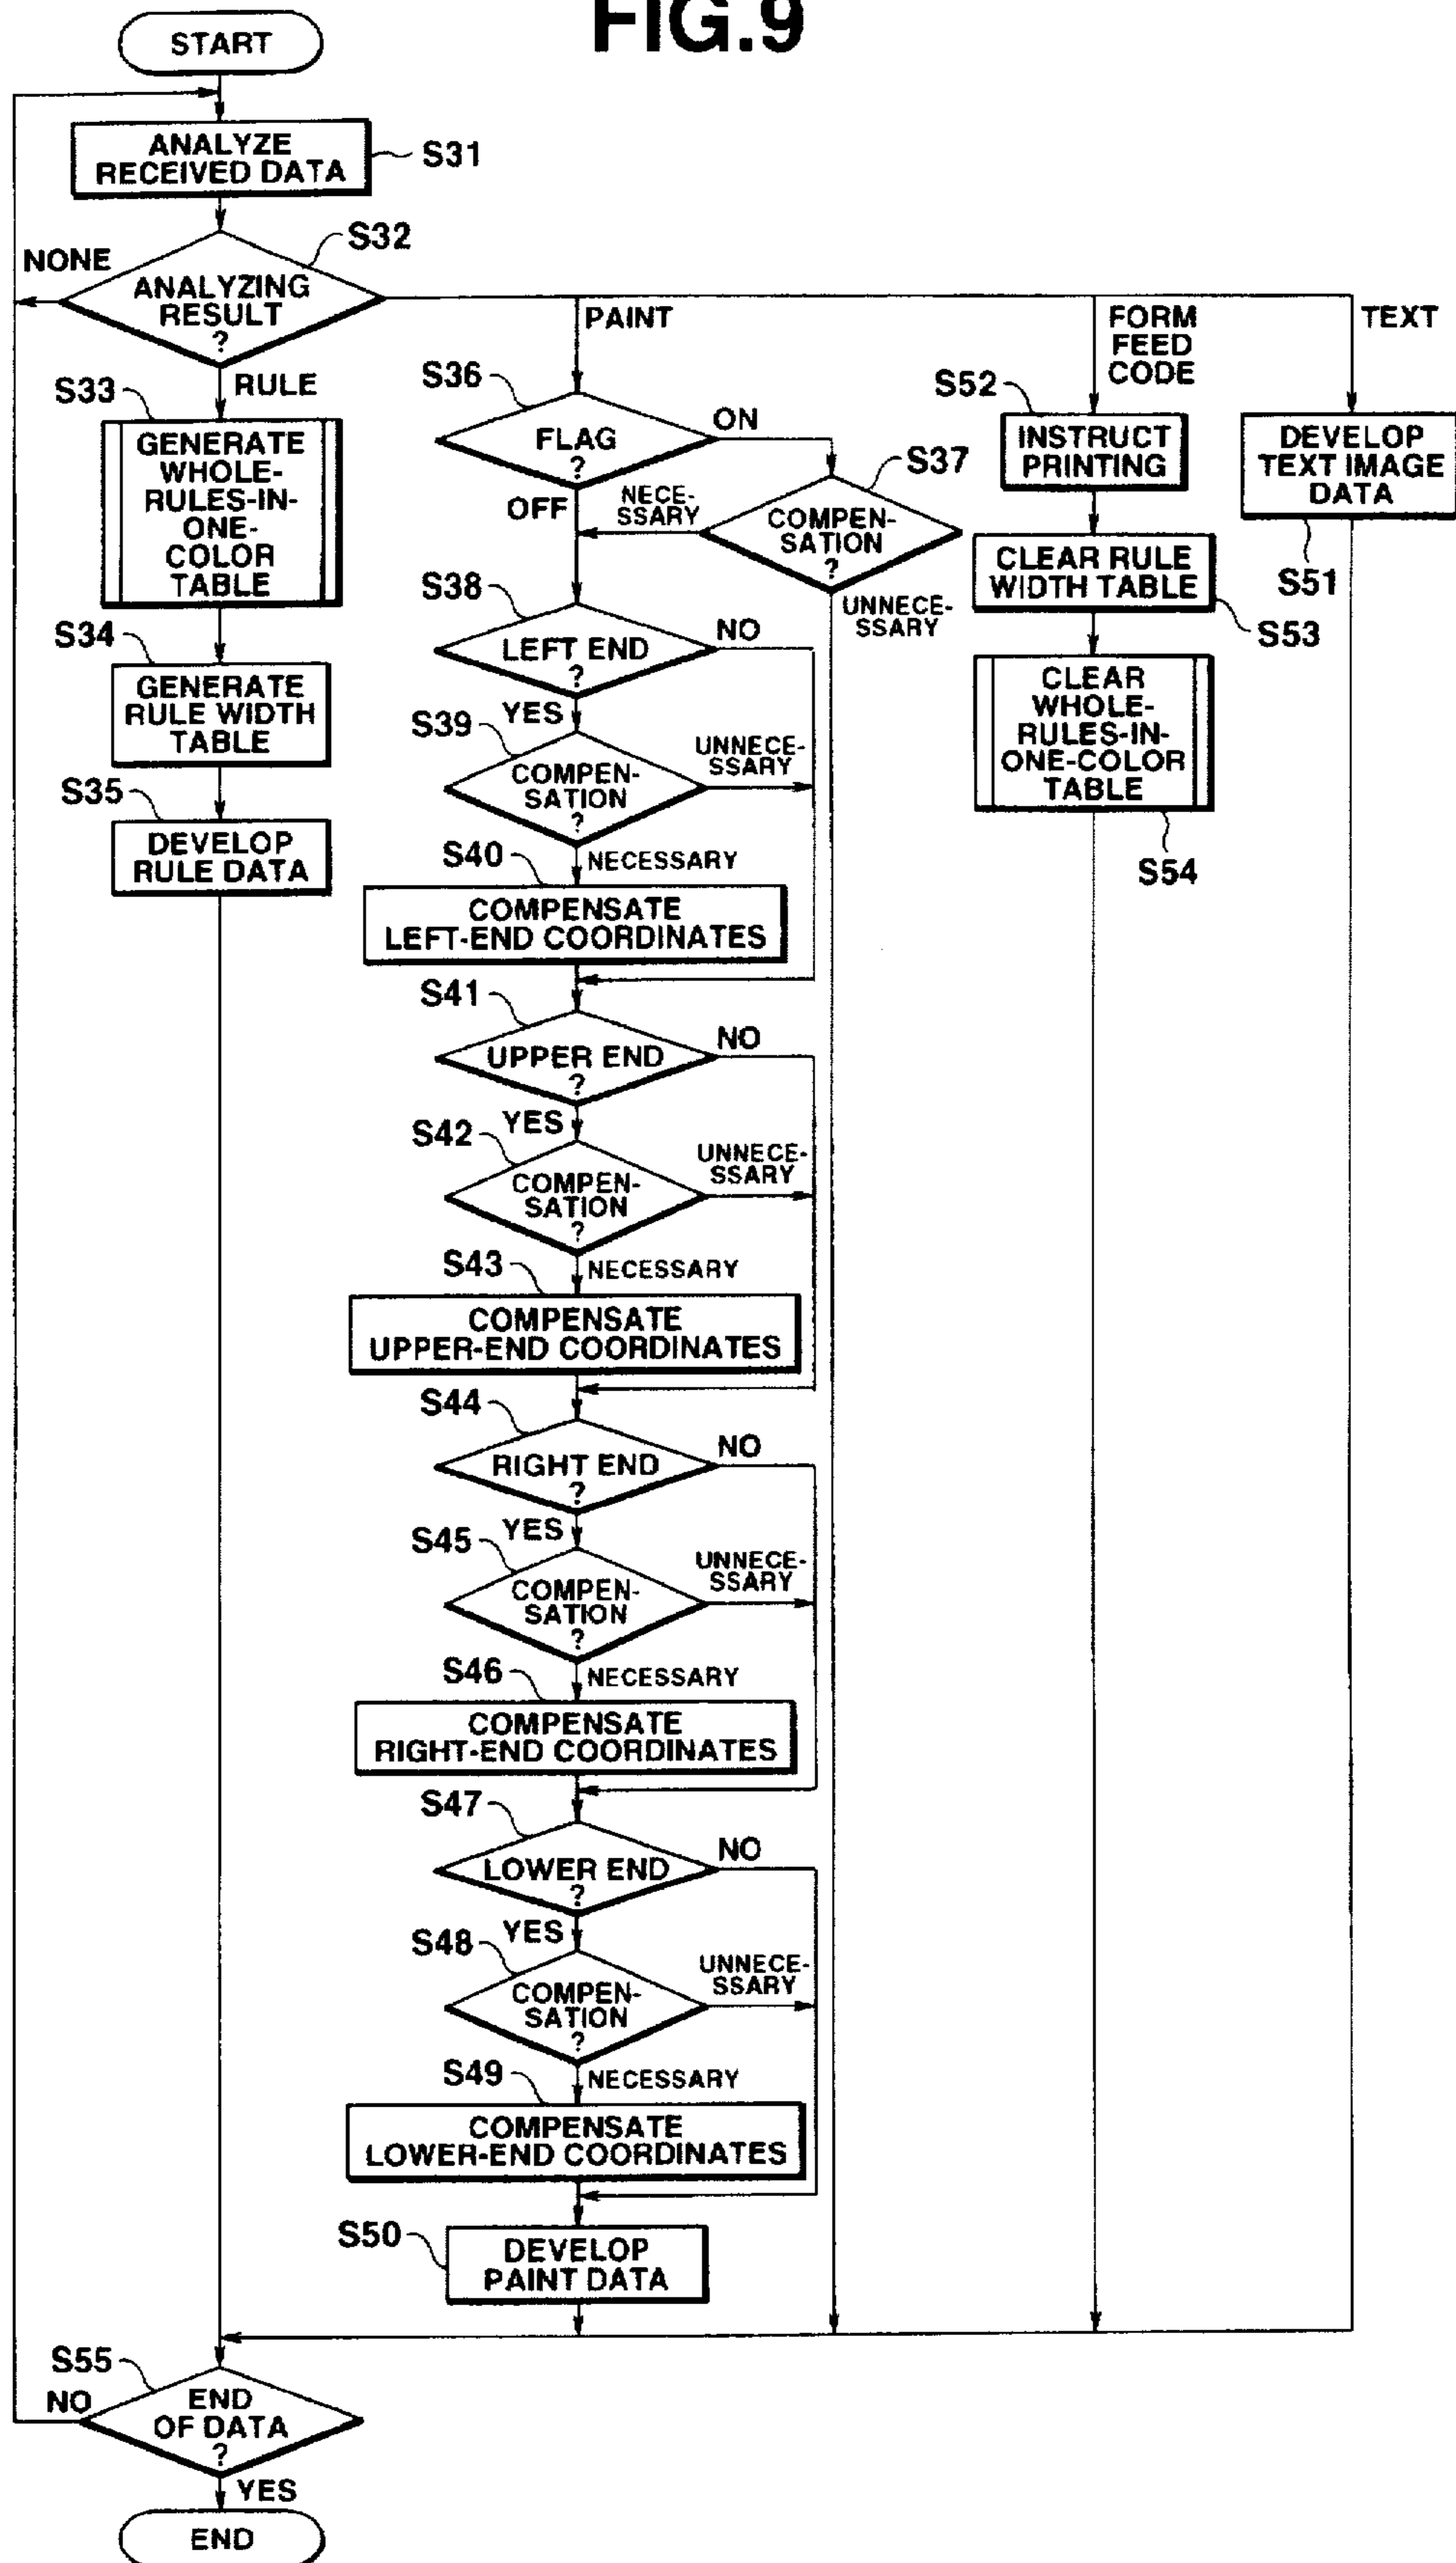 FIG.9
START
ANALYZE
RECEIVED DATA
S31
S32
NONE
ANALYZING
RESULT
?
RULE
PAINT
FORM
FEED
CODE
TEXT
S33
GENERATE
WHOLE-
RULES-IN-
ONE-
COLOR
TABLE
S34
GENERATE
RULE WIDTH
TABLE
S35
DEVELOP
RULE DATA
S36
FLAG
?
ON
OFF
S37
NECE-
SSARY
COMPEN-
SATION
?
UNNECE-
SSARY
S38
LEFT END
?
NO
YES
S39
COMPEN-
SATION
?
UNNECE-
SSARY
S40
NECESSARY
COMPENSATE
LEFT-END COORDINATES
S41
UPPER END
?
NO
YES
S42
COMPEN-
SATION
?
UNNECE-
SSARY
S43
NECESSARY
COMPENSATE
UPPER-END COORDINATES
S44
RIGHT END
?
NO
YES
S45
COMPEN-
SATION
?
UNNECE-
SSARY
S46
NECESSARY
COMPENSATE
RIGHT-END COORDINATES
S47
LOWER END
?
NO
YES
S48
COMPEN-
SATION
?
UNNECE-
SSARY
S49
NECESSARY
COMPENSATE
LOWER-END COORDINATES
S50
DEVELOP
PAINT DATA
S52
INSTRUCT
PRINTING
CLEAR RULE
WIDTH TABLE
S53
CLEAR
WHOLE-
RULES-IN-
ONE-COLOR
TABLE
S54
DEVELOP
TEXT IMAGE
DATA
S51
S55
NO
END
OF DATA
?
YES
END